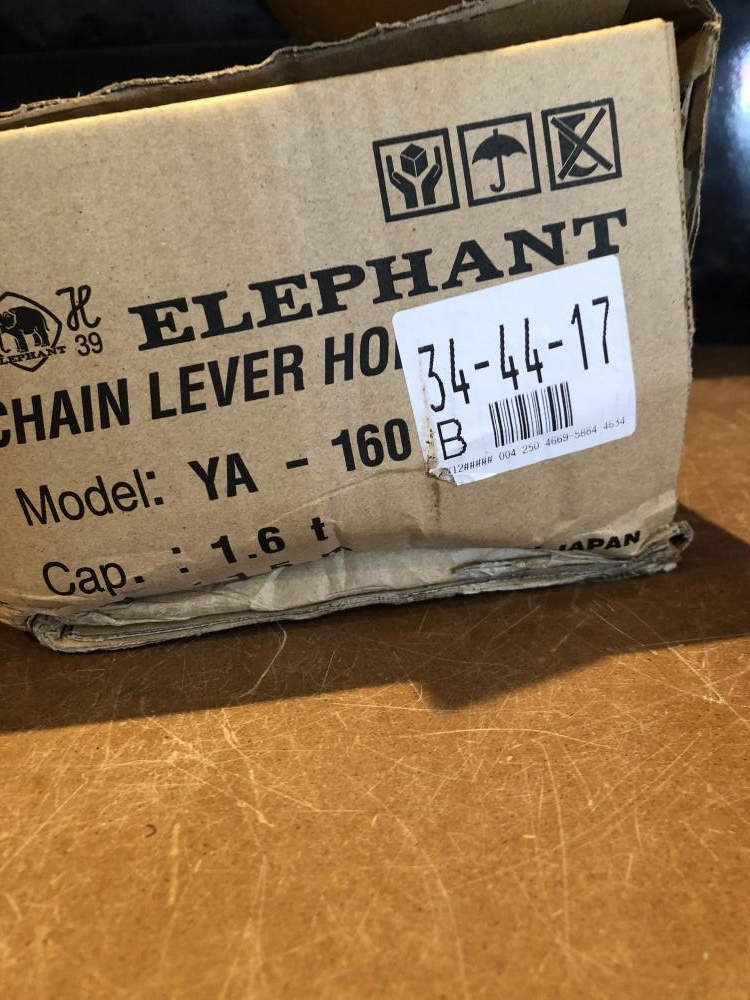 ELEPHANT
H
39
ELEPHANT
CHAIN LEVER HO
34-44-17
B
004 250 4669-5864 4634
Model: YA - 160
Cap. : 1.6 t
JAPAN